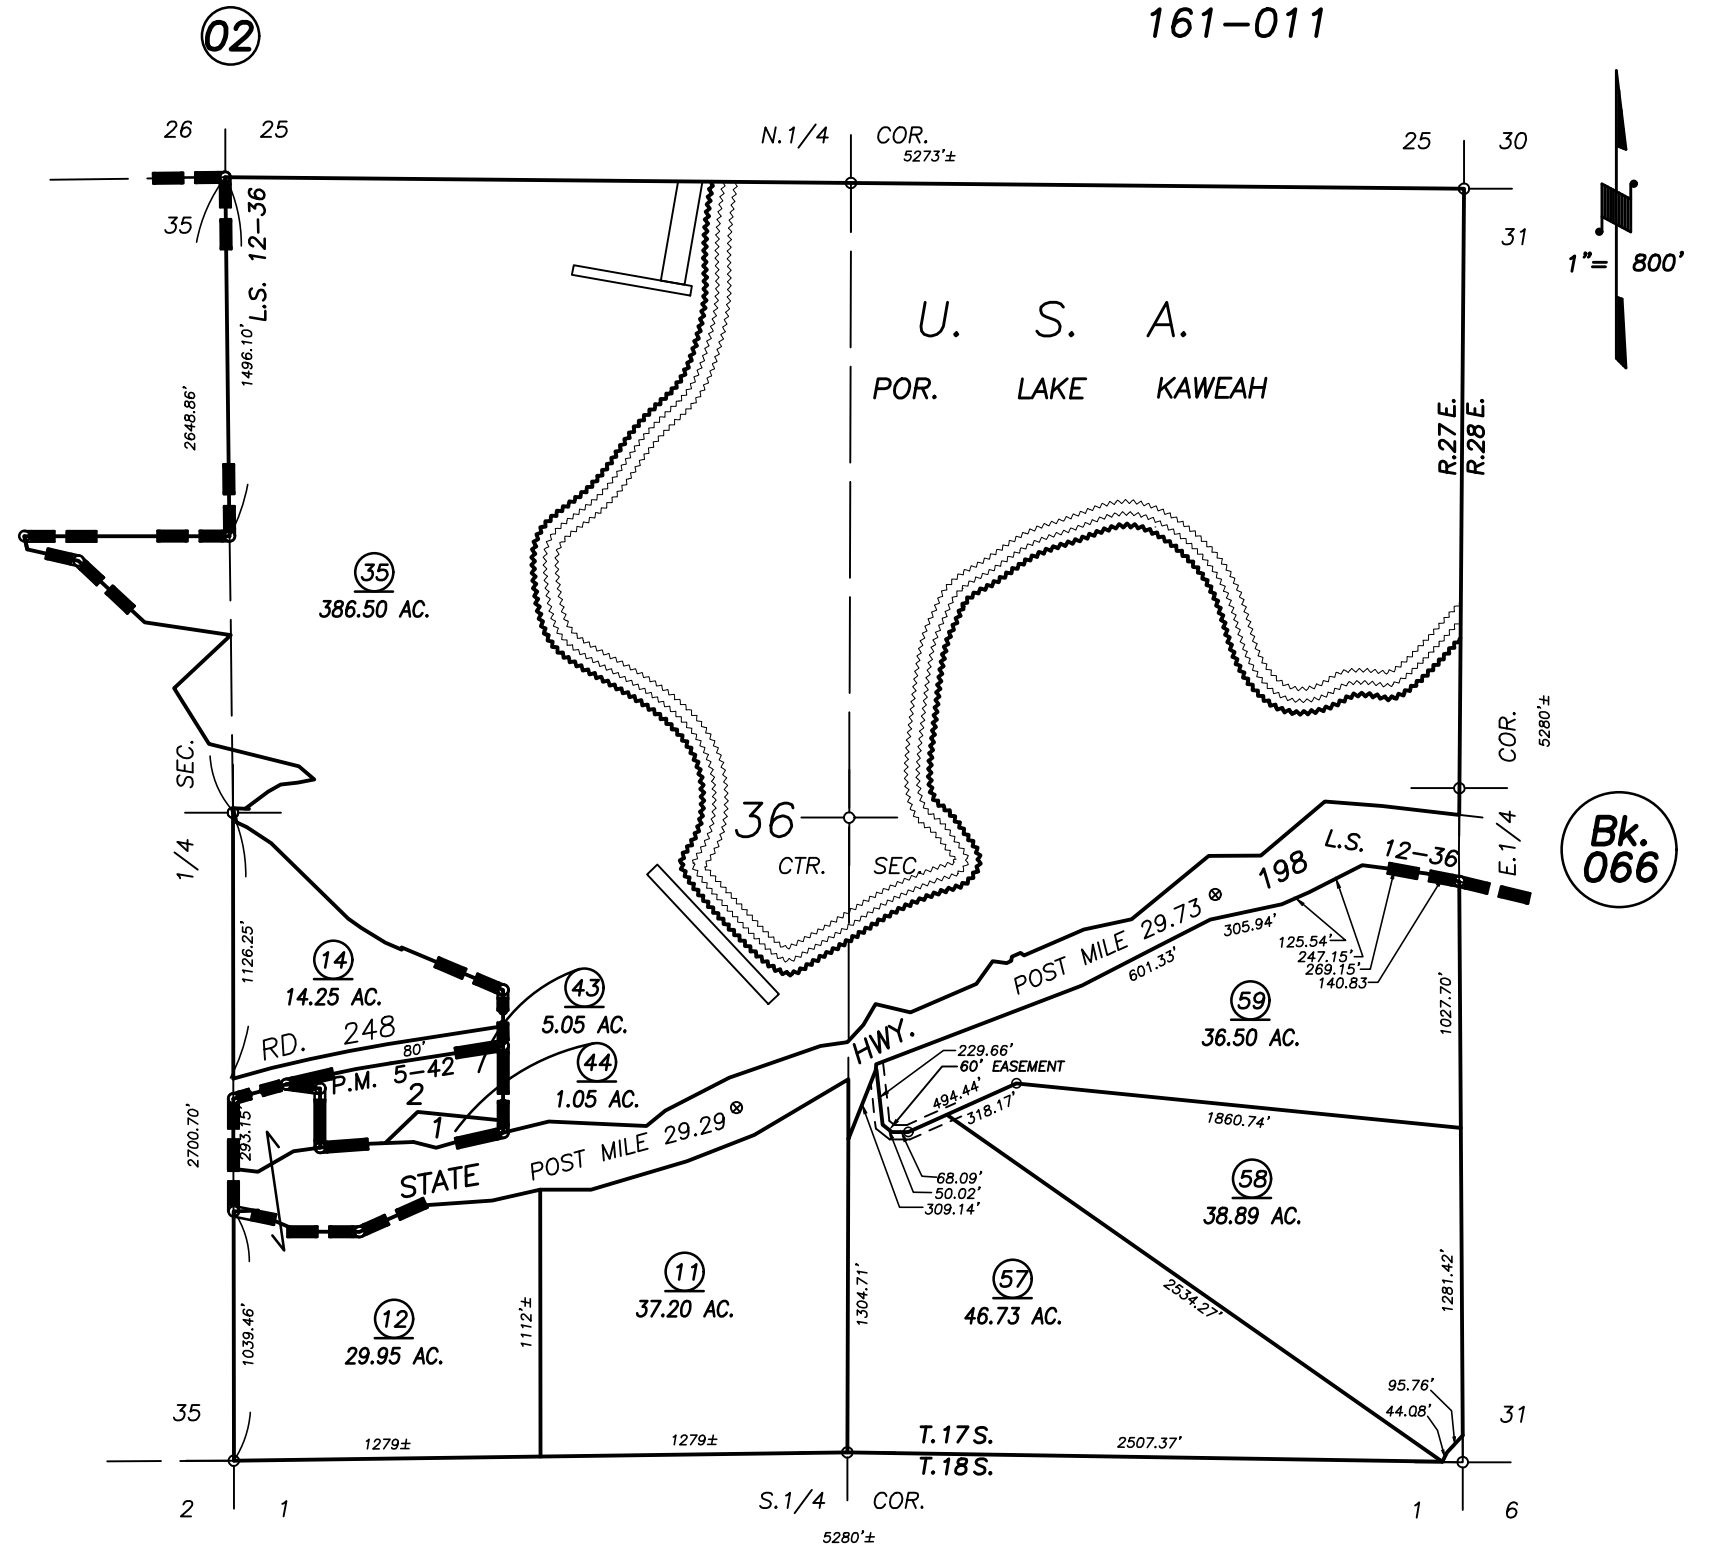 02
161-011
26 25
N.1/4 COR.
5273'±
25 30
35
31
L.S. 12-36
1"= 800'
1496.10'
2648.86'
U. S. A.
POR. LAKE KAWEAH
R.27 E.
R.28 E.
35
386.50 AC.
SEC.
1/4
COR.
E.1/4
5280'±
36
CTR. SEC.
Bk.
066
L.S. 12-36
198
POST MILE 29.73
305.94'
601.33'
125.54'
247.15'
269.15'
140.83
1126.25'
14
14.25 AC.
43
5.05 AC.
59
36.50 AC.
1027.70'
RD. 248
80'
HWY.
P.M. 5-42
2
1
44
1.05 AC.
229.66'
60' EASEMENT
494.44'
318.17'
1860.74'
2700.70'
293.15'
POST MILE 29.29
STATE
68.09'
50.02'
309.14'
58
38.89 AC.
11
37.20 AC.
57
46.73 AC.
12
29.95 AC.
1039.46'
1112'±
1304.71'
2534.27'
1281.42'
95.76'
44.08'
35
31
1279±
1279±
T.17 S.
T.18 S.
2507.37'
2 1
S.1/4 COR.
5280'±
1 6